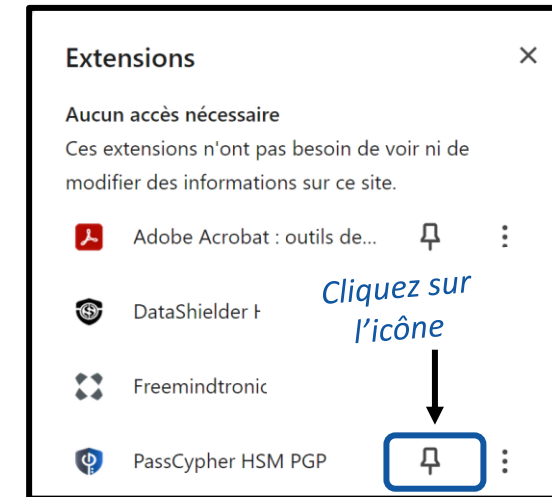 Extensions
Aucun accès nécessaire
Ces extensions n'ont pas besoin de voir ni de
modifier des informations sur ce site.
Adobe Acrobat : outils de...
DataShielder H
Cliquez sur
l'icône
Freemindtronic
PassCypher HSM PGP